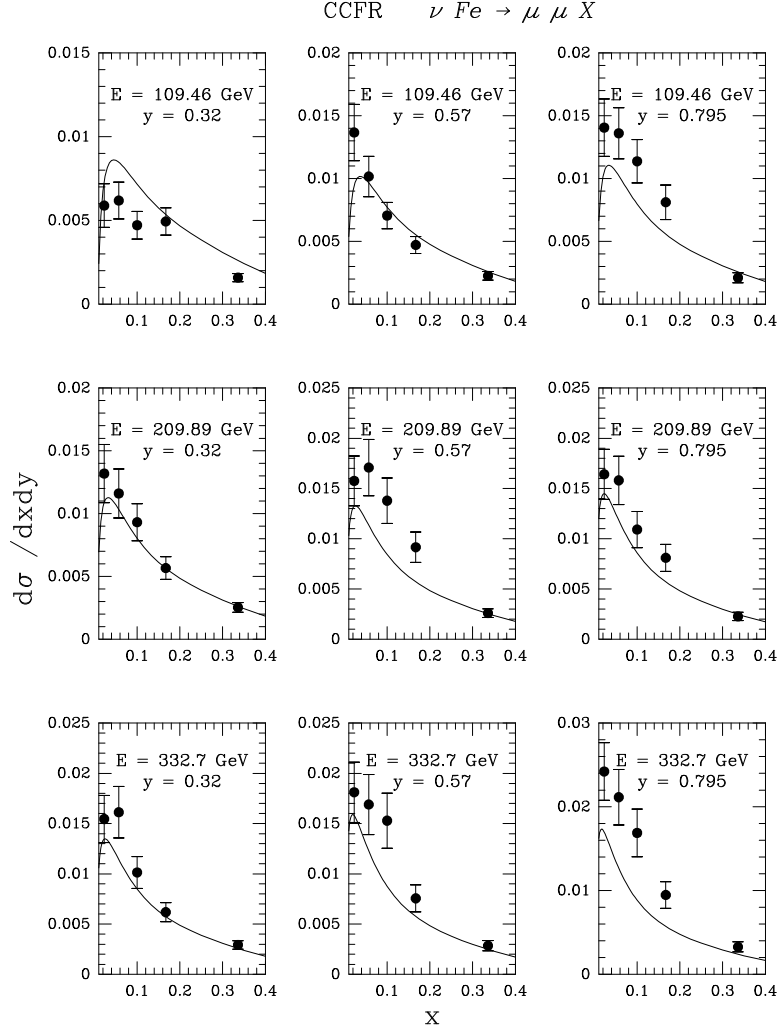 CCFR ν Fe → μ μ X
0.015 0.02 0.02
E = 109.46 GeV E = 109.46 GeV E = 109.46 GeV
y = 0.32 y = 0.57 y = 0.795
0.01 0.015 0.015
0.01 0.01
0.005 0.005 0.005
0 0 0
0.1 0.2 0.3 0.4 0.1 0.2 0.3 0.4 0.1 0.2 0.3 0.4
0.02 0.025 0.025
E = 209.89 GeV E = 209.89 GeV E = 209.89 GeV
0.02 0.02
y = 0.32 y = 0.57 y = 0.795
0.015 0.015 0.015
0.01 0.01 0.01
0.005 0.005 0.005
0 0 0
0.1 0.2 0.3 0.4 0.1 0.2 0.3 0.4 0.1 0.2 0.3 0.4
dσ /dxdy
0.025 0.025 0.03
E = 332.7 GeV E = 332.7 GeV E = 332.7 GeV
0.02 0.02
y = 0.32 y = 0.57 y = 0.795
0.015 0.015 0.02
0.01 0.01 0.01
0.005 0.005
0 0 0
0.1 0.2 0.3 0.4 0.1 0.2 0.3 0.4 0.1 0.2 0.3 0.4
x